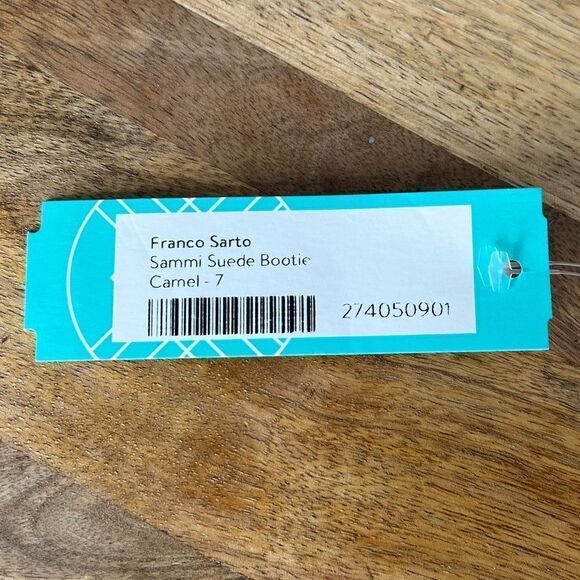 Franco Sarto
Sammi Suede Bootie
Camel - 7
274050901